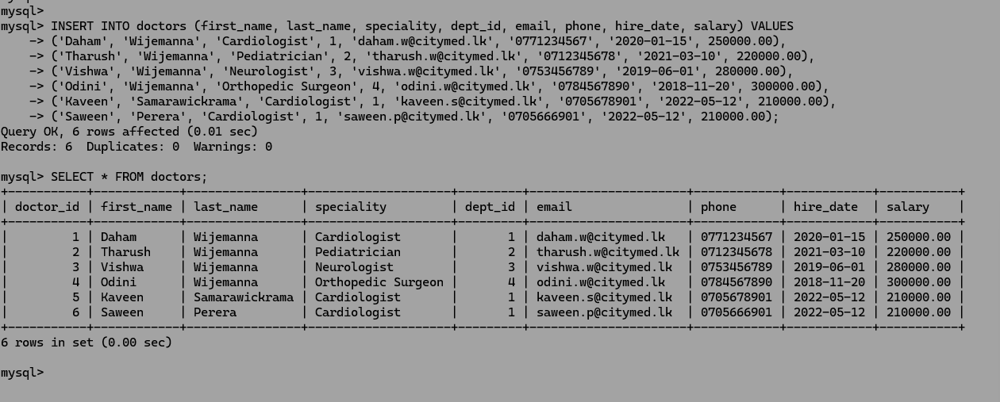 mysql>
mysql> INSERT INTO doctors (first_name, last_name, speciality, dept_id, email, phone, hire_date, salary) VALUES
    -> ('Daham', 'Wijemanna', 'Cardiologist', 1, 'daham.w@citymed.lk', '0771234567', '2020-01-15', 250000.00),
    -> ('Tharush', 'Wijemanna', 'Pediatrician', 2, 'tharush.w@citymed.lk', '0712345678', '2021-03-10', 220000.00),
    -> ('Vishwa', 'Wijemanna', 'Neurologist', 3, 'vishwa.w@citymed.lk', '0753456789', '2019-06-01', 280000.00),
    -> ('Odini', 'Wijemanna', 'Orthopedic Surgeon', 4, 'odini.w@citymed.lk', '0784567890', '2018-11-20', 300000.00),
    -> ('Kaveen', 'Samarawickrama', 'Cardiologist', 1, 'kaveen.s@citymed.lk', '0705678901', '2022-05-12', 210000.00),
    -> ('Saween', 'Perera', 'Cardiologist', 1, 'saween.p@citymed.lk', '0705666901', '2022-05-12', 210000.00);
Query OK, 6 rows affected (0.01 sec)
Records: 6  Duplicates: 0  Warnings: 0

mysql> SELECT * FROM doctors;
+-----------+------------+----------------+--------------------+---------+----------------------+------------+------------+-----------+
| doctor_id | first_name | last_name      | speciality         | dept_id | email                | phone      | hire_date  | salary    |
+-----------+------------+----------------+--------------------+---------+----------------------+------------+------------+-----------+
|         1 | Daham      | Wijemanna      | Cardiologist       |       1 | daham.w@citymed.lk   | 0771234567 | 2020-01-15 | 250000.00 |
|         2 | Tharush    | Wijemanna      | Pediatrician       |       2 | tharush.w@citymed.lk | 0712345678 | 2021-03-10 | 220000.00 |
|         3 | Vishwa     | Wijemanna      | Neurologist        |       3 | vishwa.w@citymed.lk  | 0753456789 | 2019-06-01 | 280000.00 |
|         4 | Odini      | Wijemanna      | Orthopedic Surgeon |       4 | odini.w@citymed.lk   | 0784567890 | 2018-11-20 | 300000.00 |
|         5 | Kaveen     | Samarawickrama | Cardiologist       |       1 | kaveen.s@citymed.lk  | 0705678901 | 2022-05-12 | 210000.00 |
|         6 | Saween     | Perera         | Cardiologist       |       1 | saween.p@citymed.lk  | 0705666901 | 2022-05-12 | 210000.00 |
+-----------+------------+----------------+--------------------+---------+----------------------+------------+------------+-----------+
6 rows in set (0.00 sec)

mysql>